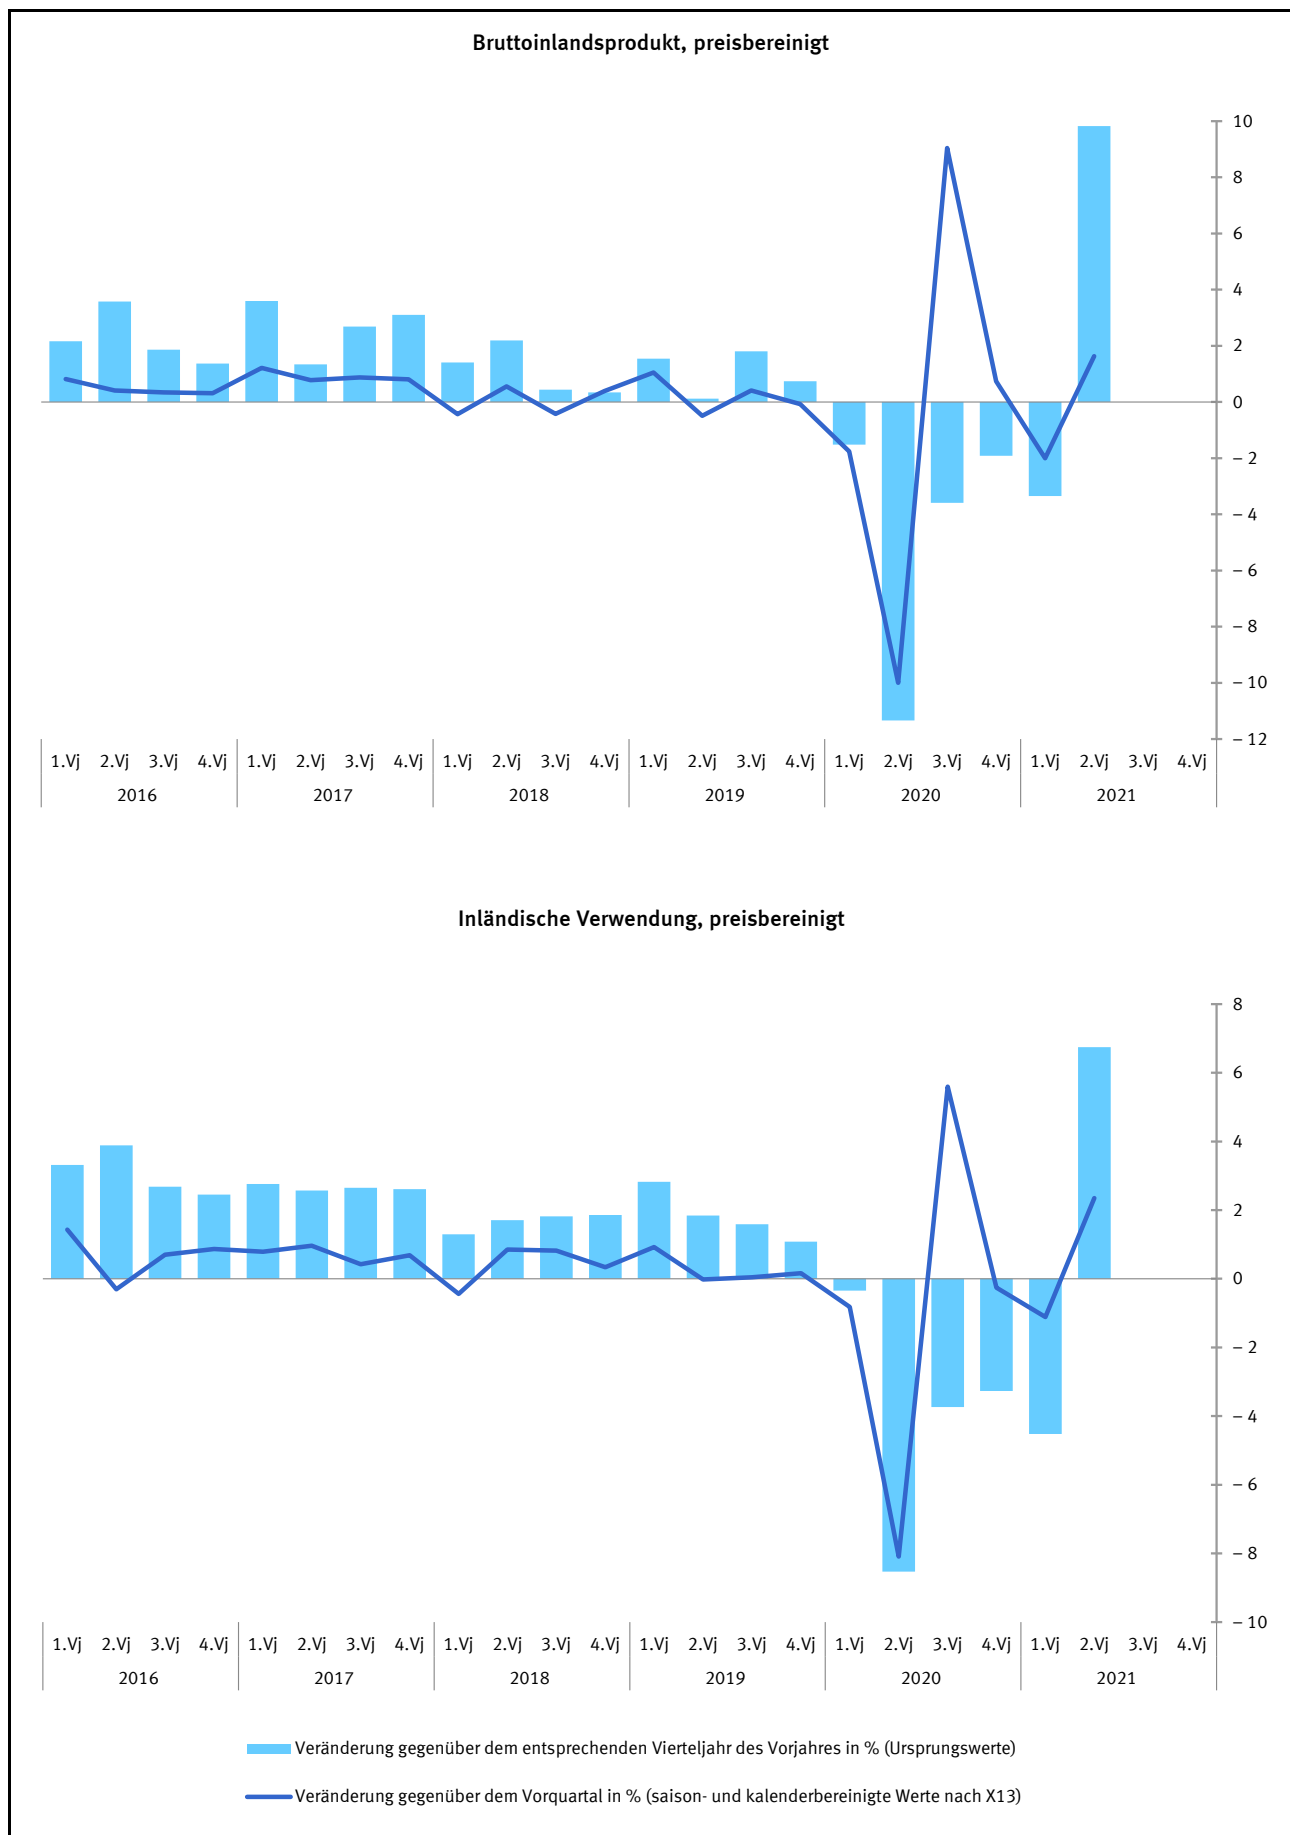 Bruttoinlandsprodukt, preisbereinigt
10
8
6
4
2
0
– 2
– 4
– 6
– 8
– 10
– 12
1.Vj 2.Vj 3.Vj 4.Vj 1.Vj 2.Vj 3.Vj 4.Vj 1.Vj 2.Vj 3.Vj 4.Vj 1.Vj 2.Vj 3.Vj 4.Vj 1.Vj 2.Vj 3.Vj 4.Vj 1.Vj 2.Vj 3.Vj 4.Vj
2016 2017 2018 2019 2020 2021
Inländische Verwendung, preisbereinigt
8
6
4
2
0
– 2
– 4
– 6
– 8
– 10
1.Vj 2.Vj 3.Vj 4.Vj 1.Vj 2.Vj 3.Vj 4.Vj 1.Vj 2.Vj 3.Vj 4.Vj 1.Vj 2.Vj 3.Vj 4.Vj 1.Vj 2.Vj 3.Vj 4.Vj 1.Vj 2.Vj 3.Vj 4.Vj
2016 2017 2018 2019 2020 2021
Veränderung gegenüber dem entsprechenden Vierteljahr des Vorjahres in % (Ursprungswerte)
Veränderung gegenüber dem Vorquartal in % (saison- und kalenderbereinigte Werte nach X13)